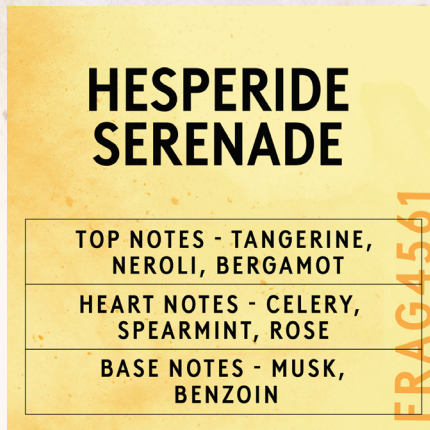 HESPERIDE
SERENADE
TOP NOTES - TANGERINE,
NEROLI, BERGAMOT
HEART NOTES - CELERY,
SPEARMINT, ROSE
BASE NOTES - MUSK,
BENZOIN
FRAG4561